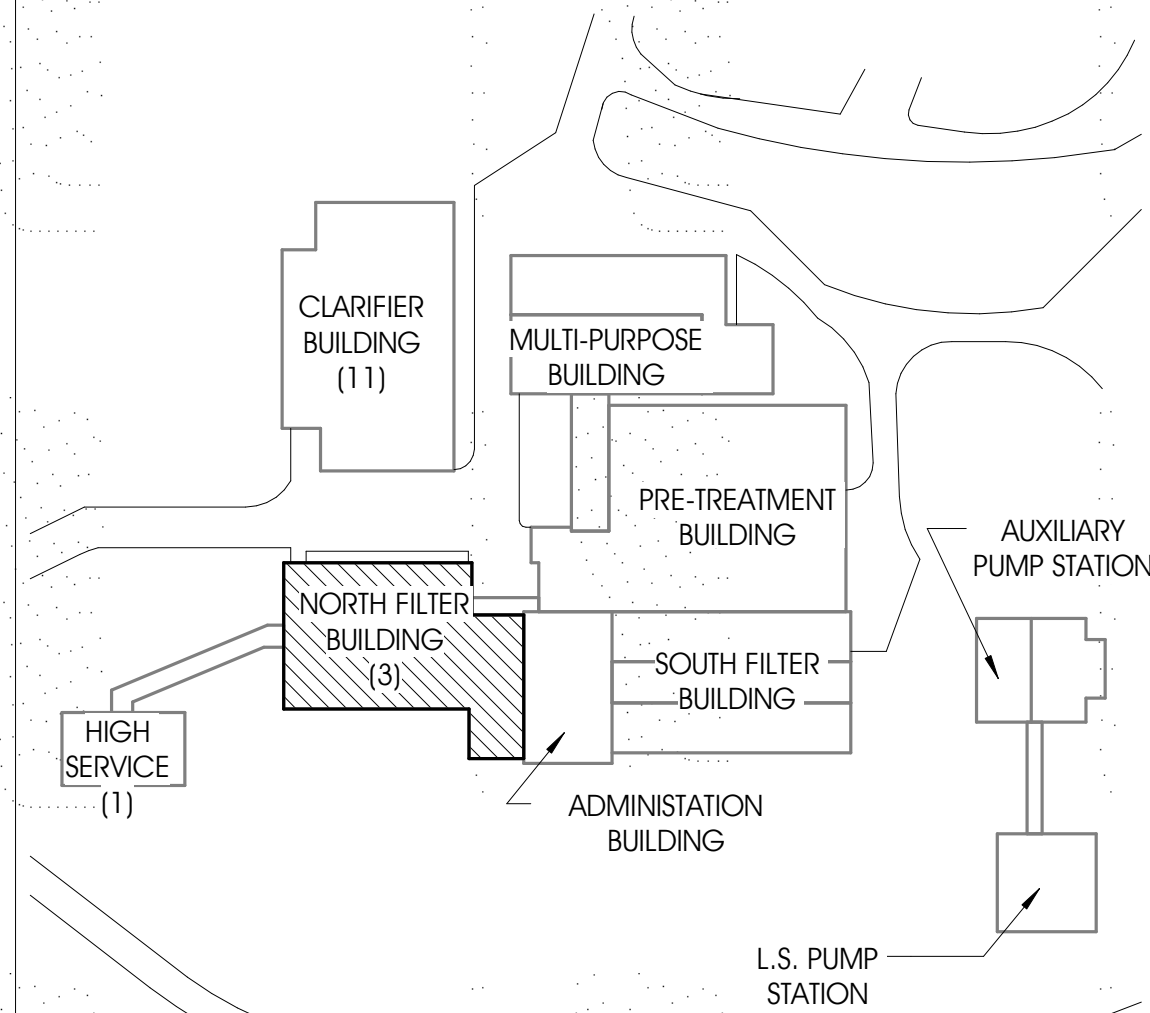 CLARIFIER
BUILDING
(11)
MULTI-PURPOSE
BUILDING
PRE-TREATMENT
BUILDING
AUXILIARY
PUMP STATION
NORTH FILTER
BUILDING
(3)
SOUTH FILTER
BUILDING
HIGH
SERVICE
(1)
ADMINISTATION
BUILDING
L.S. PUMP
STATION